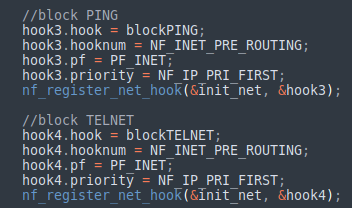 //block PING
hook3.hook = blockPING;
hook3.hooknum = NF_INET_PRE_ROUTING;
hook3.pf = PF_INET;
hook3.priority = NF_IP_PRI_FIRST;
nf_register_net_hook(&init_net, &hook3);
//block TELNET
hook4.hook = blockTELNET;
hook4.hooknum = NF_INET_PRE_ROUTING;
hook4.pf = PF_INET;
hook4.priority = NF_IP_PRI_FIRST;
nf_register_net_hook(&init_net, &hook4);